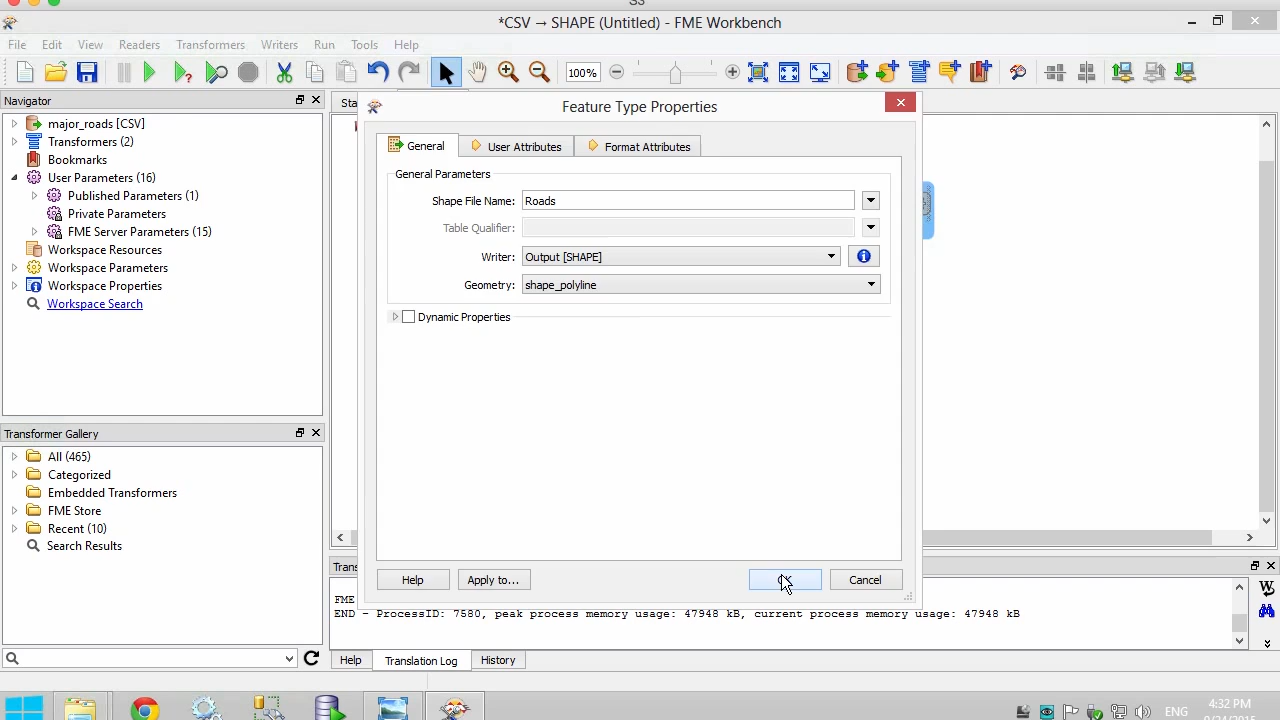 *CSV → SHAPE (Untitled) - FME Workbench
File Edit View Readers Transformers Writers Run Tools Help
100%
Navigator
major_roads [CSV]
Transformers (2)
Bookmarks
User Parameters (16)
Published Parameters (1)
Private Parameters
FME Server Parameters (15)
Workspace Resources
Workspace Parameters
Workspace Properties
Workspace Search
Transformer Gallery
All (465)
Categorized
Embedded Transformers
FME Store
Recent (10)
Search Results
Sta
Feature Type Properties
General User Attributes Format Attributes
General Parameters
Shape File Name: Roads
Table Qualifier:
Writer: Output [SHAPE]
Geometry: shape_polyline
Dynamic Properties
Help Apply to... Cancel
Trans
FME
END - ProcessID: 7580, peak process memory usage: 47948 kB, current process memory usage: 47948 kB
Help Translation Log History
ENG
4:32 PM